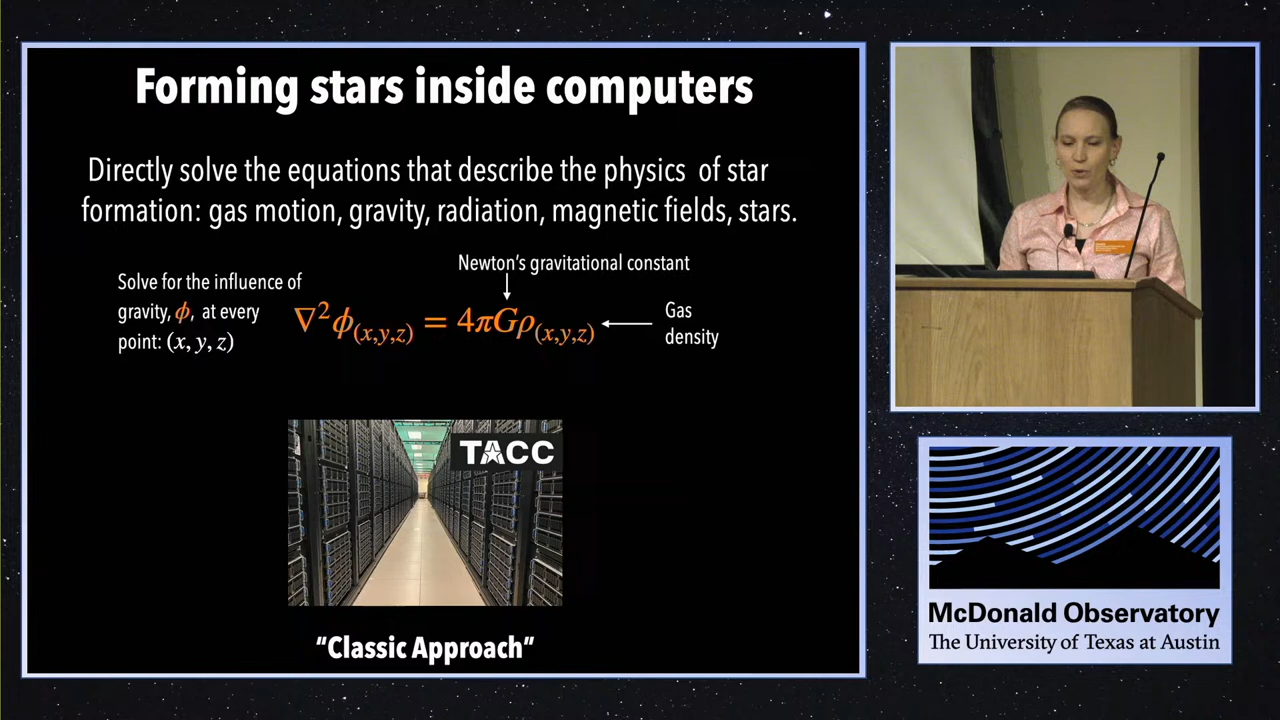 Forming stars inside computers
Directly solve the equations that describe the physics of star
formation: gas motion, gravity, radiation, magnetic fields, stars.
Newton's gravitational constant
Solve for the influence of
gravity, ϕ, at every
point: (x, y, z)
∇²ϕ(x,y,z) = 4πGρ(x,y,z)
Gas
density
TACC
"Classic Approach"
McDonald Observatory
The University of Texas at Austin